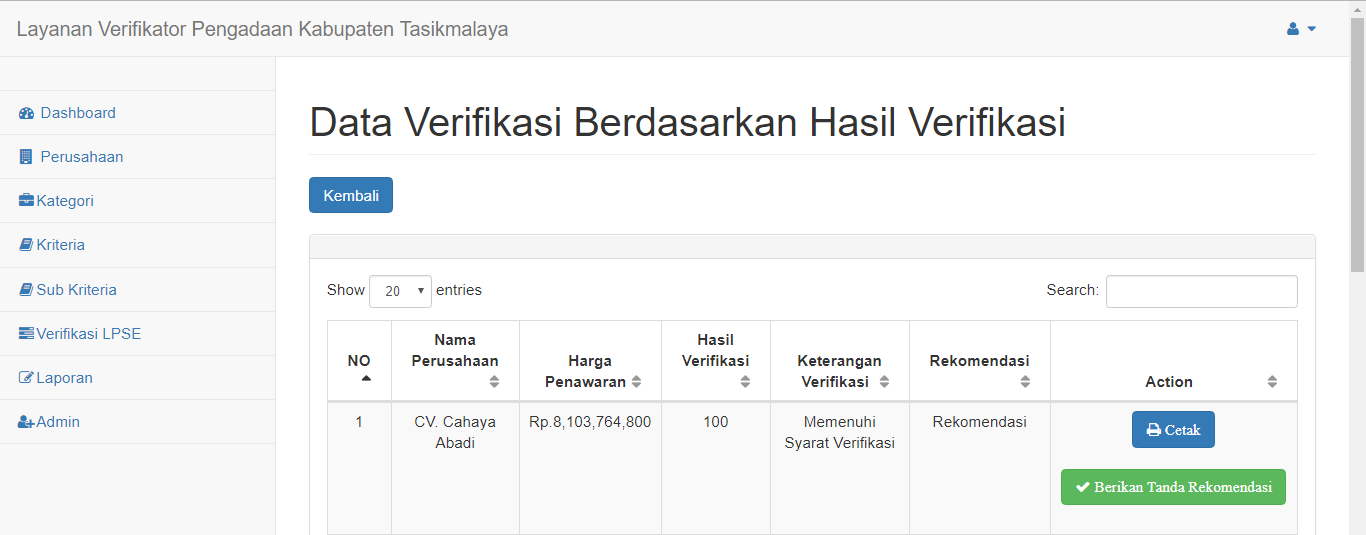 Layanan Verifikator Pengadaan Kabupaten Tasikmalaya
Dashboard
Perusahaan
Kategori
Kriteria
Sub Kriteria
Verifikasi LPSE
Laporan
Admin
Data Verifikasi Berdasarkan Hasil Verifikasi
Kembali
Show 20 entries
Search:
NO
Nama
Perusahaan
Harga
Penawaran
Hasil
Verifikasi
Keterangan
Verifikasi
Rekomendasi
Action
1
CV. Cahaya
Abadi
Rp.8,103,764,800
100
Memenuhi
Syarat Verifikasi
Rekomendasi
Cetak
Berikan Tanda Rekomendasi